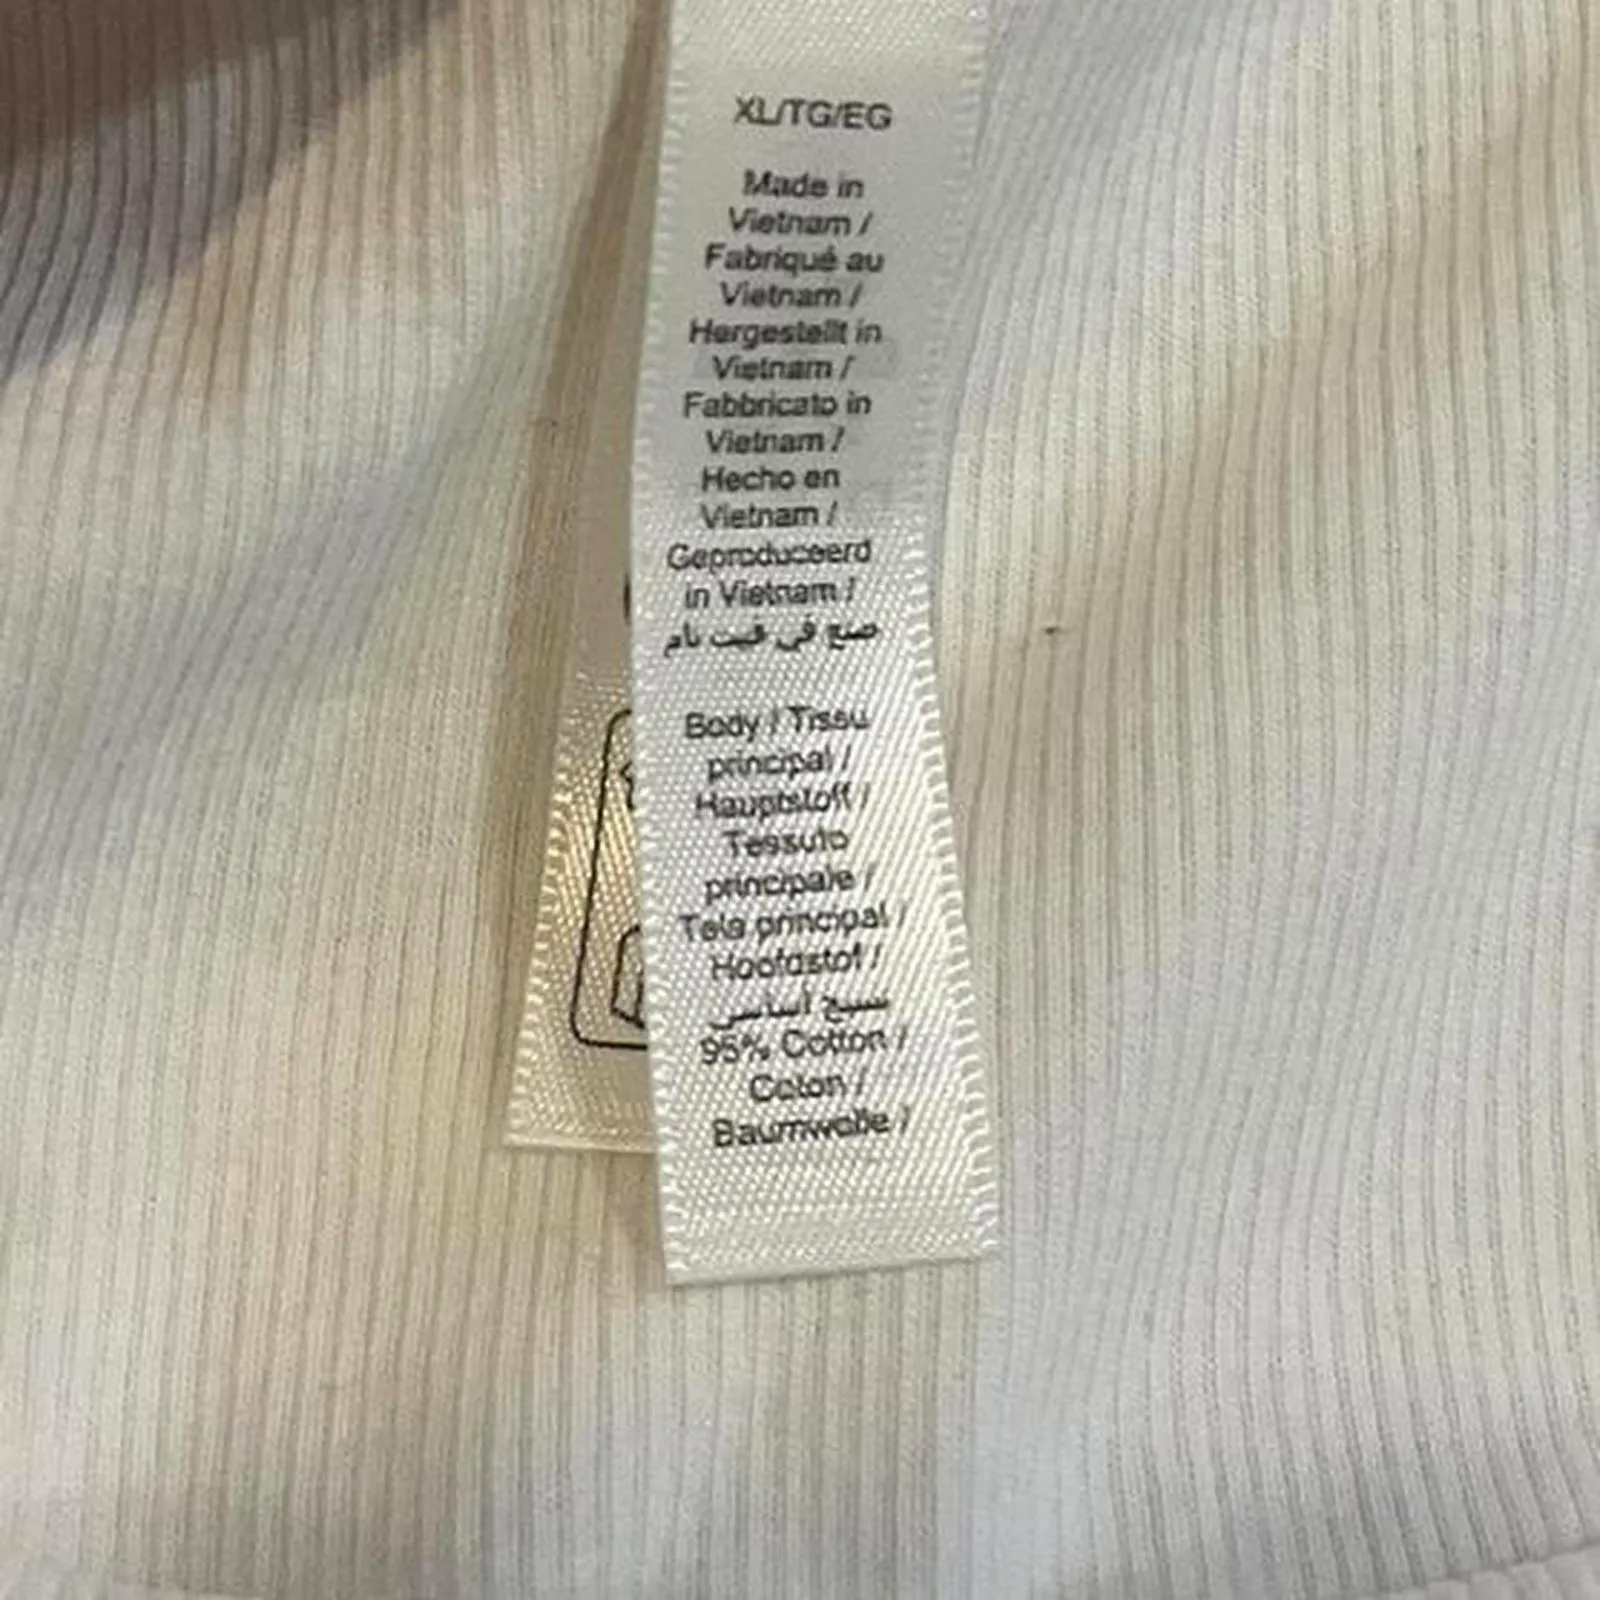 XL/TG/EG
Made in
Vietnam /
Fabriqué au
Vietnam /
Hergestellt in
Vietnam /
Fabbricato in
Vietnam /
Hecho en
Vietnam /
Geproduceerd
in Vietnam /
صنع في فيت نام
Body / Tissu
principal /
Hauptstoff /
Tessuto
principale /
Tela principal /
Hoofdstof /
نسيج أساسي
95% Cotton /
Coton /
Baumwolle /